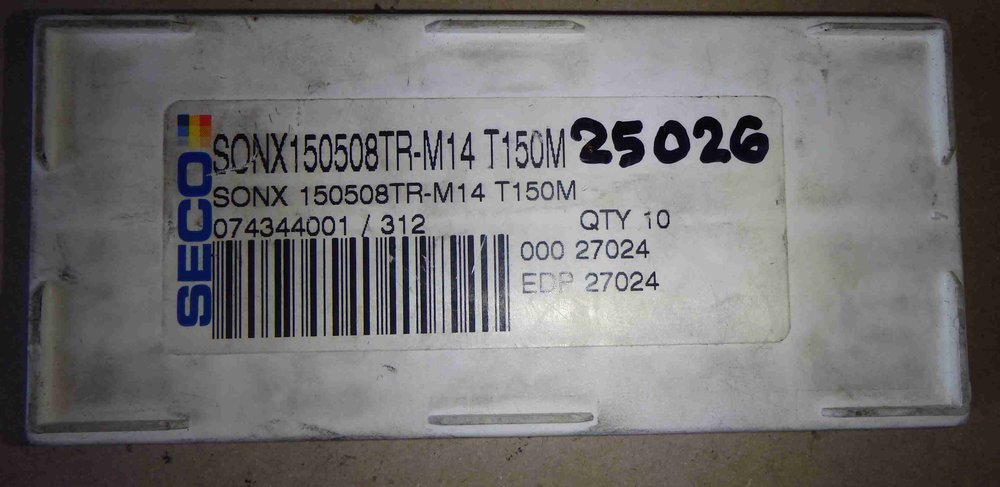 SECO
SONX150508TR-M14 T150M 25026
SONX 150508TR-M14 T150M
074344001 / 312 QTY 10
000 27024
EDP 27024